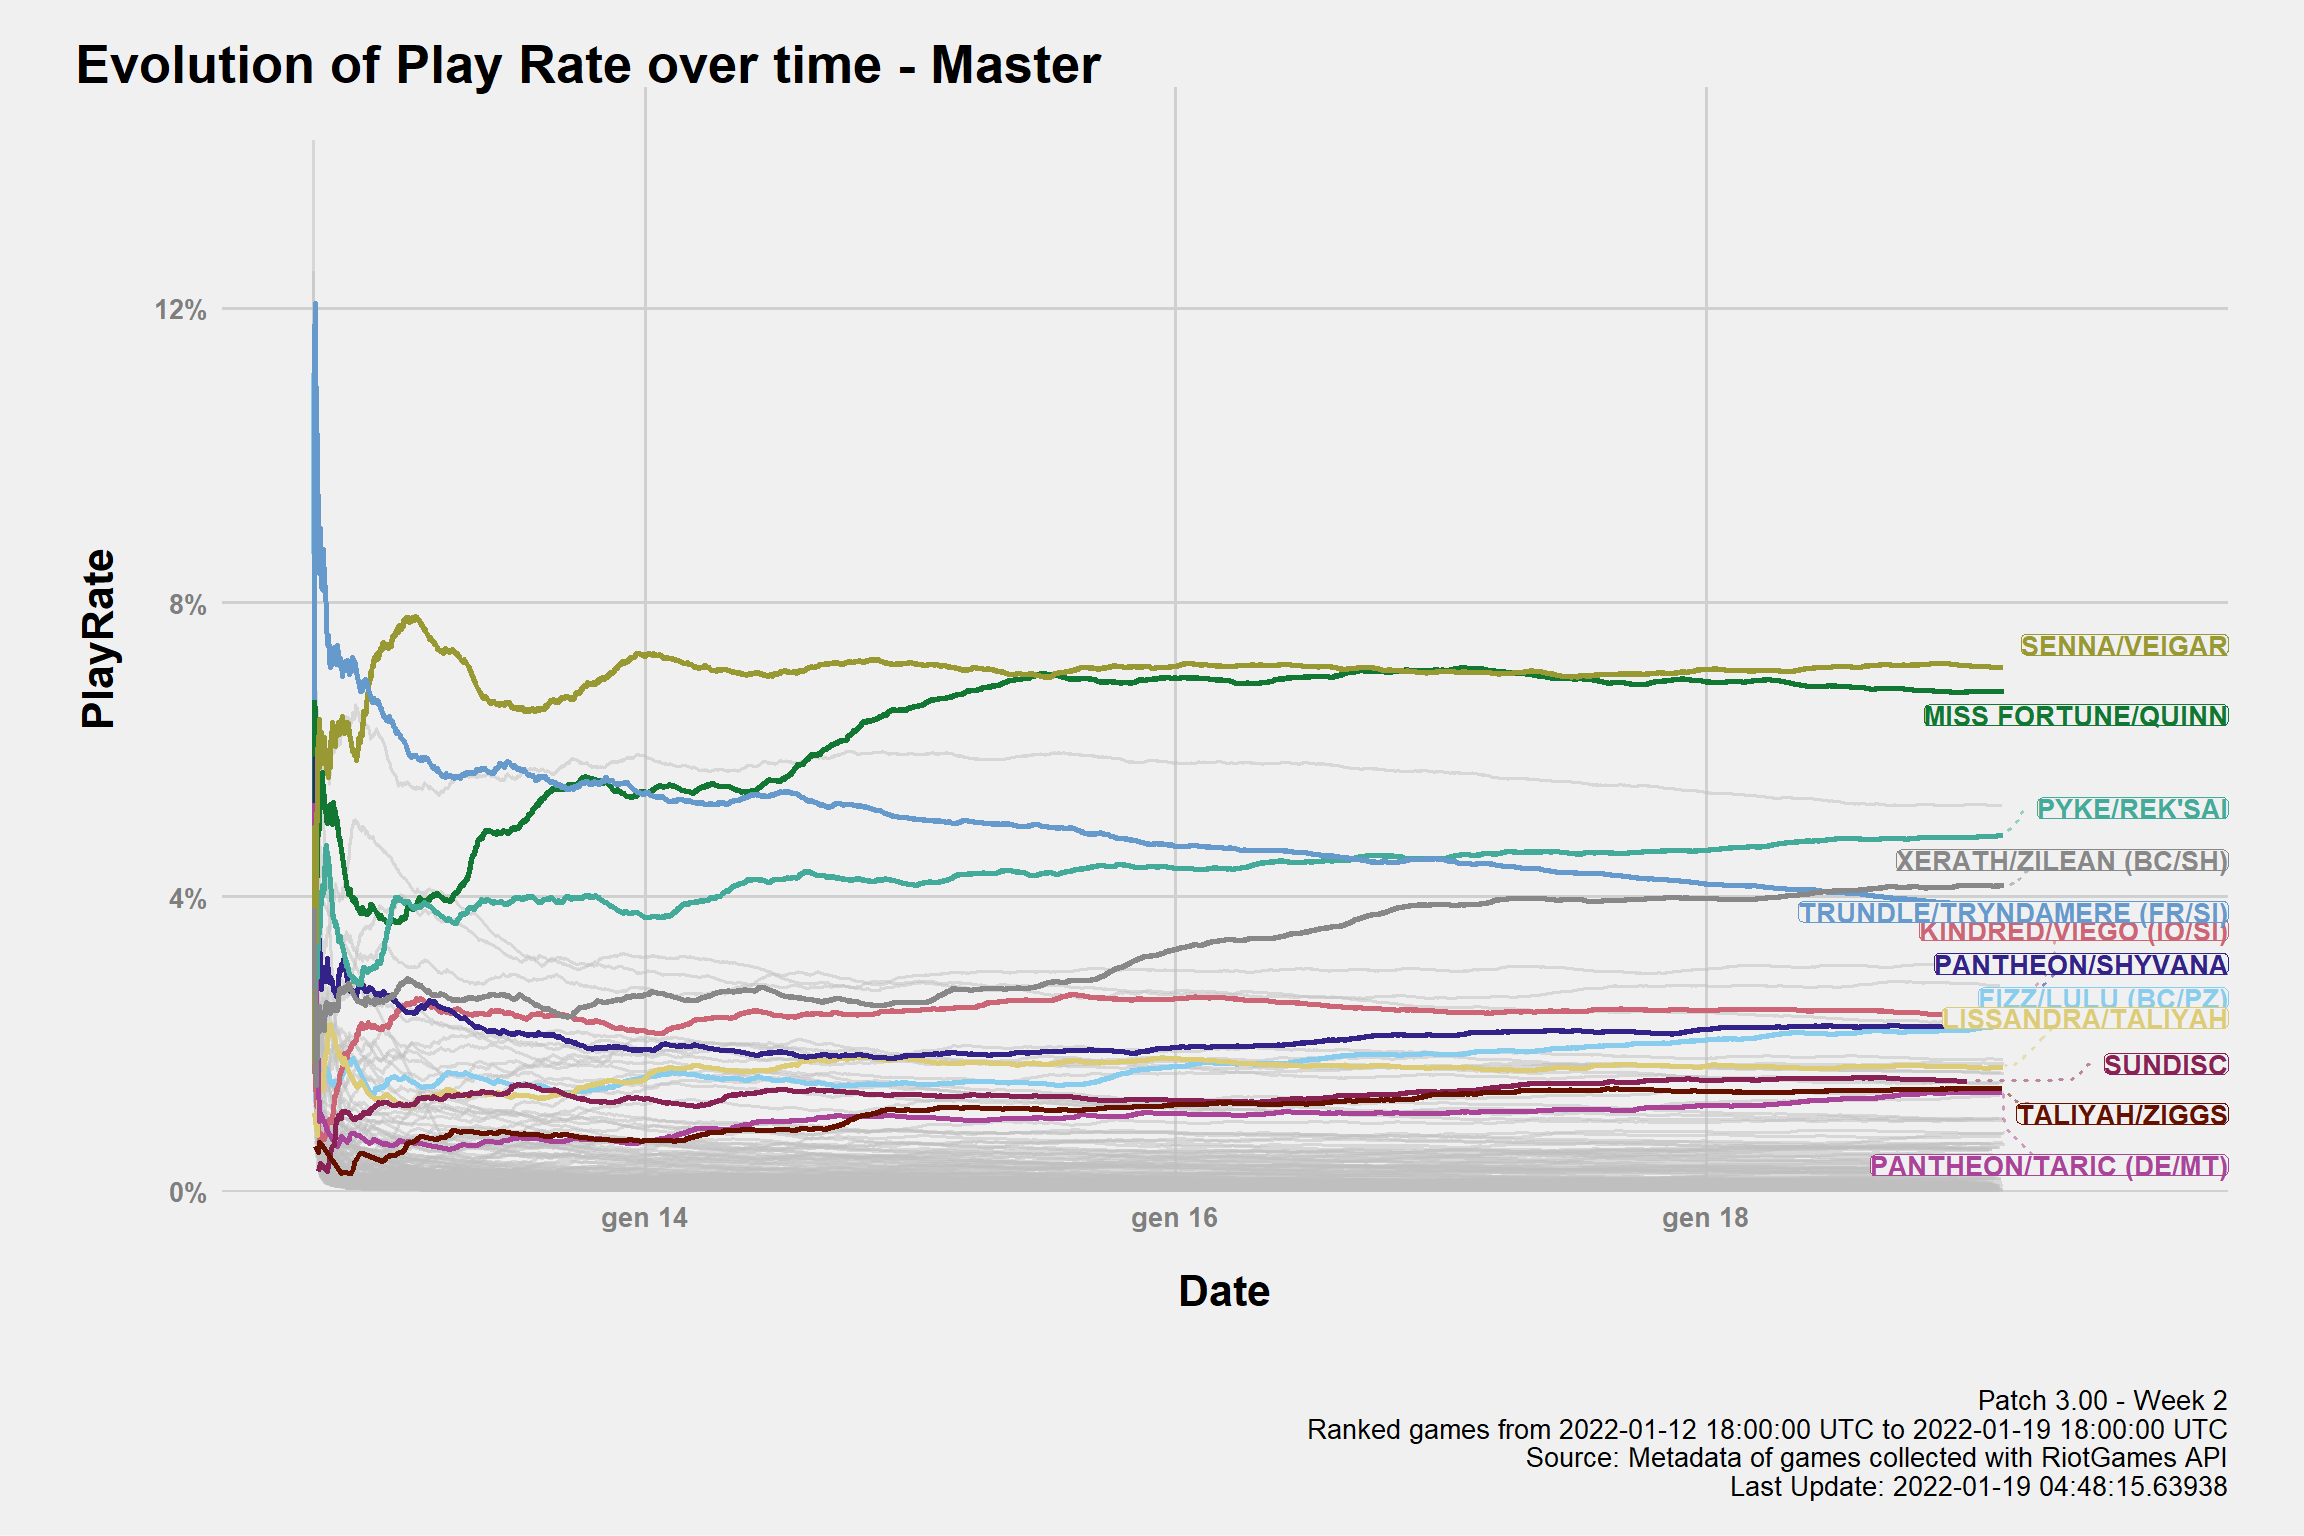 Evolution of Play Rate over time - Master
PlayRate
12%
8%
4%
0%
SENNA/VEIGAR
MISS FORTUNE/QUINN
PYKE/REK'SAI
XERATH/ZILEAN (BC/SH)
TRUNDLE/TRYNDAMERE (FR/SI)
KINDRED/VIEGO (IO/SI)
PANTHEON/SHYVANA
FIZZ/LULU (BC/PZ)
LISSANDRA/TALIYAH
SUNDISC
TALIYAH/ZIGGS
PANTHEON/TARIC (DE/MT)
gen 14
gen 16
gen 18
Date
Patch 3.00 - Week 2
Ranked games from 2022-01-12 18:00:00 UTC to 2022-01-19 18:00:00 UTC
Source: Metadata of games collected with RiotGames API
Last Update: 2022-01-19 04:48:15.63938